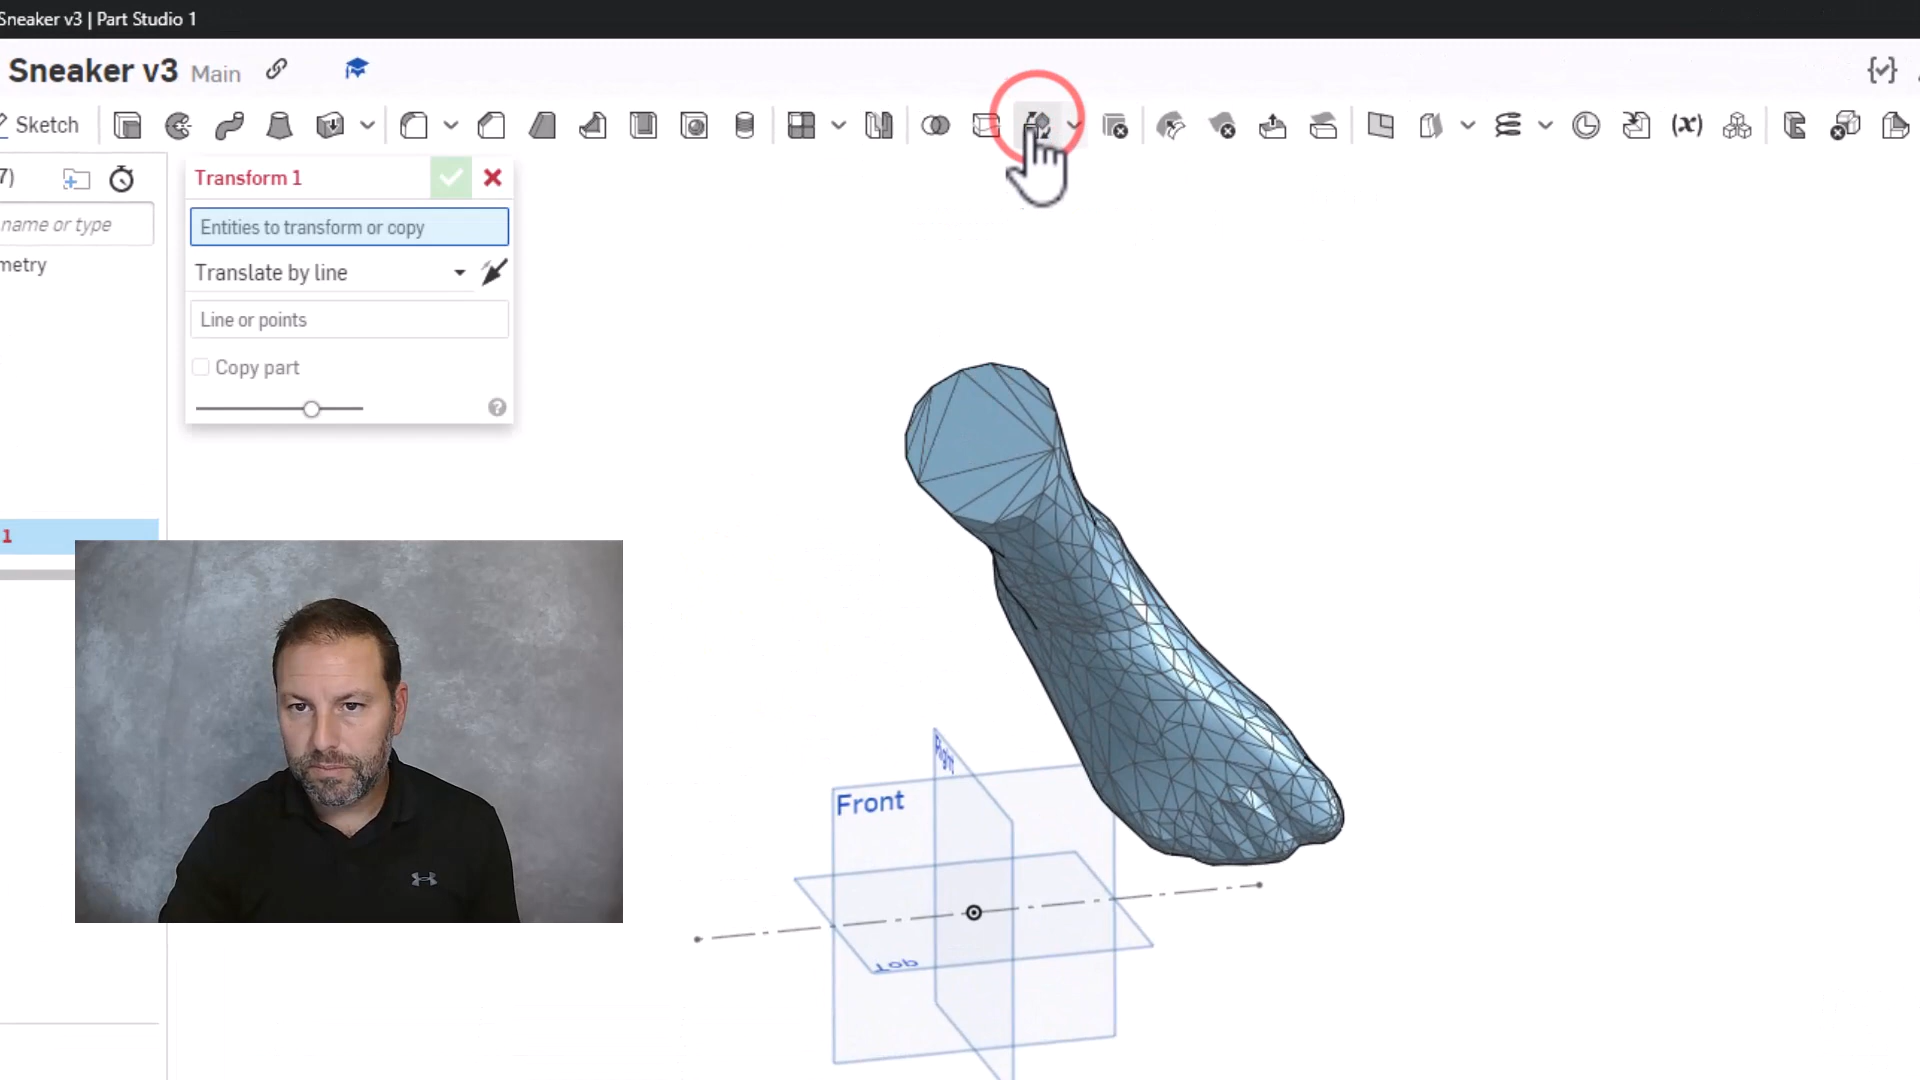 Sneaker v3 | Part Studio 1
Sneaker v3 Main
Sketch
(x)
7)
Transform 1
name or type
Entities to transform or copy
metry
Translate by line
Line or points
Copy part
1
Right
Front
Top